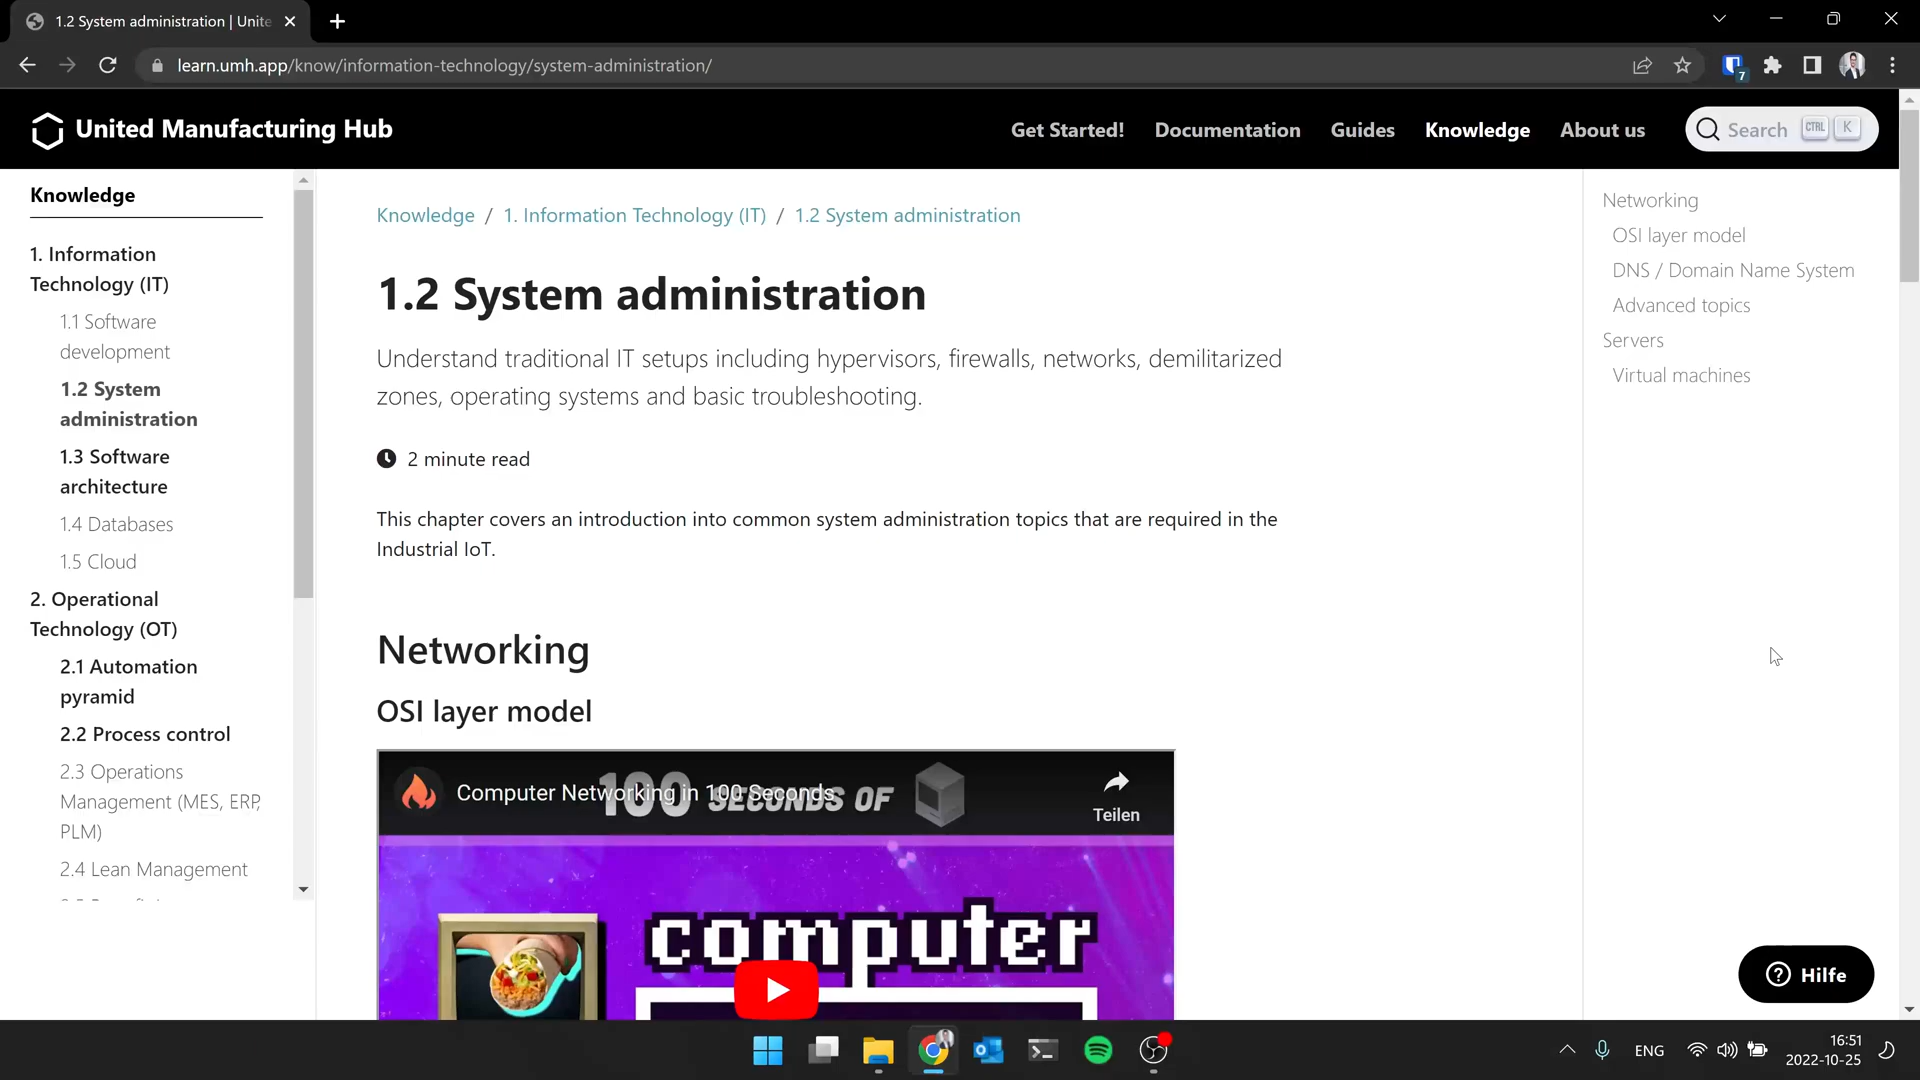 1.2 System administration | Unite
learn.umh.app/know/information-technology/system-administration/
7
United Manufacturing Hub
Get Started!
Documentation
Guides
Knowledge
About us
Search CTRL K
Knowledge
1. Information
Technology (IT)
1.1 Software
development
1.2 System
administration
1.3 Software
architecture
1.4 Databases
1.5 Cloud
2. Operational
Technology (OT)
2.1 Automation
pyramid
2.2 Process control
2.3 Operations
Management (MES, ERP,
PLM)
2.4 Lean Management
Knowledge / 1. Information Technology (IT) / 1.2 System administration
1.2 System administration
Understand traditional IT setups including hypervisors, firewalls, networks, demilitarized
zones, operating systems and basic troubleshooting.
2 minute read
This chapter covers an introduction into common system administration topics that are required in the
Industrial IoT.
Networking
OSI layer model
Computer Networking in 100 Seconds
100 SECONDS OF
Teilen
computer
Networking
OSI layer model
DNS / Domain Name System
Advanced topics
Servers
Virtual machines
Hilfe
ENG
16:51
2022-10-25